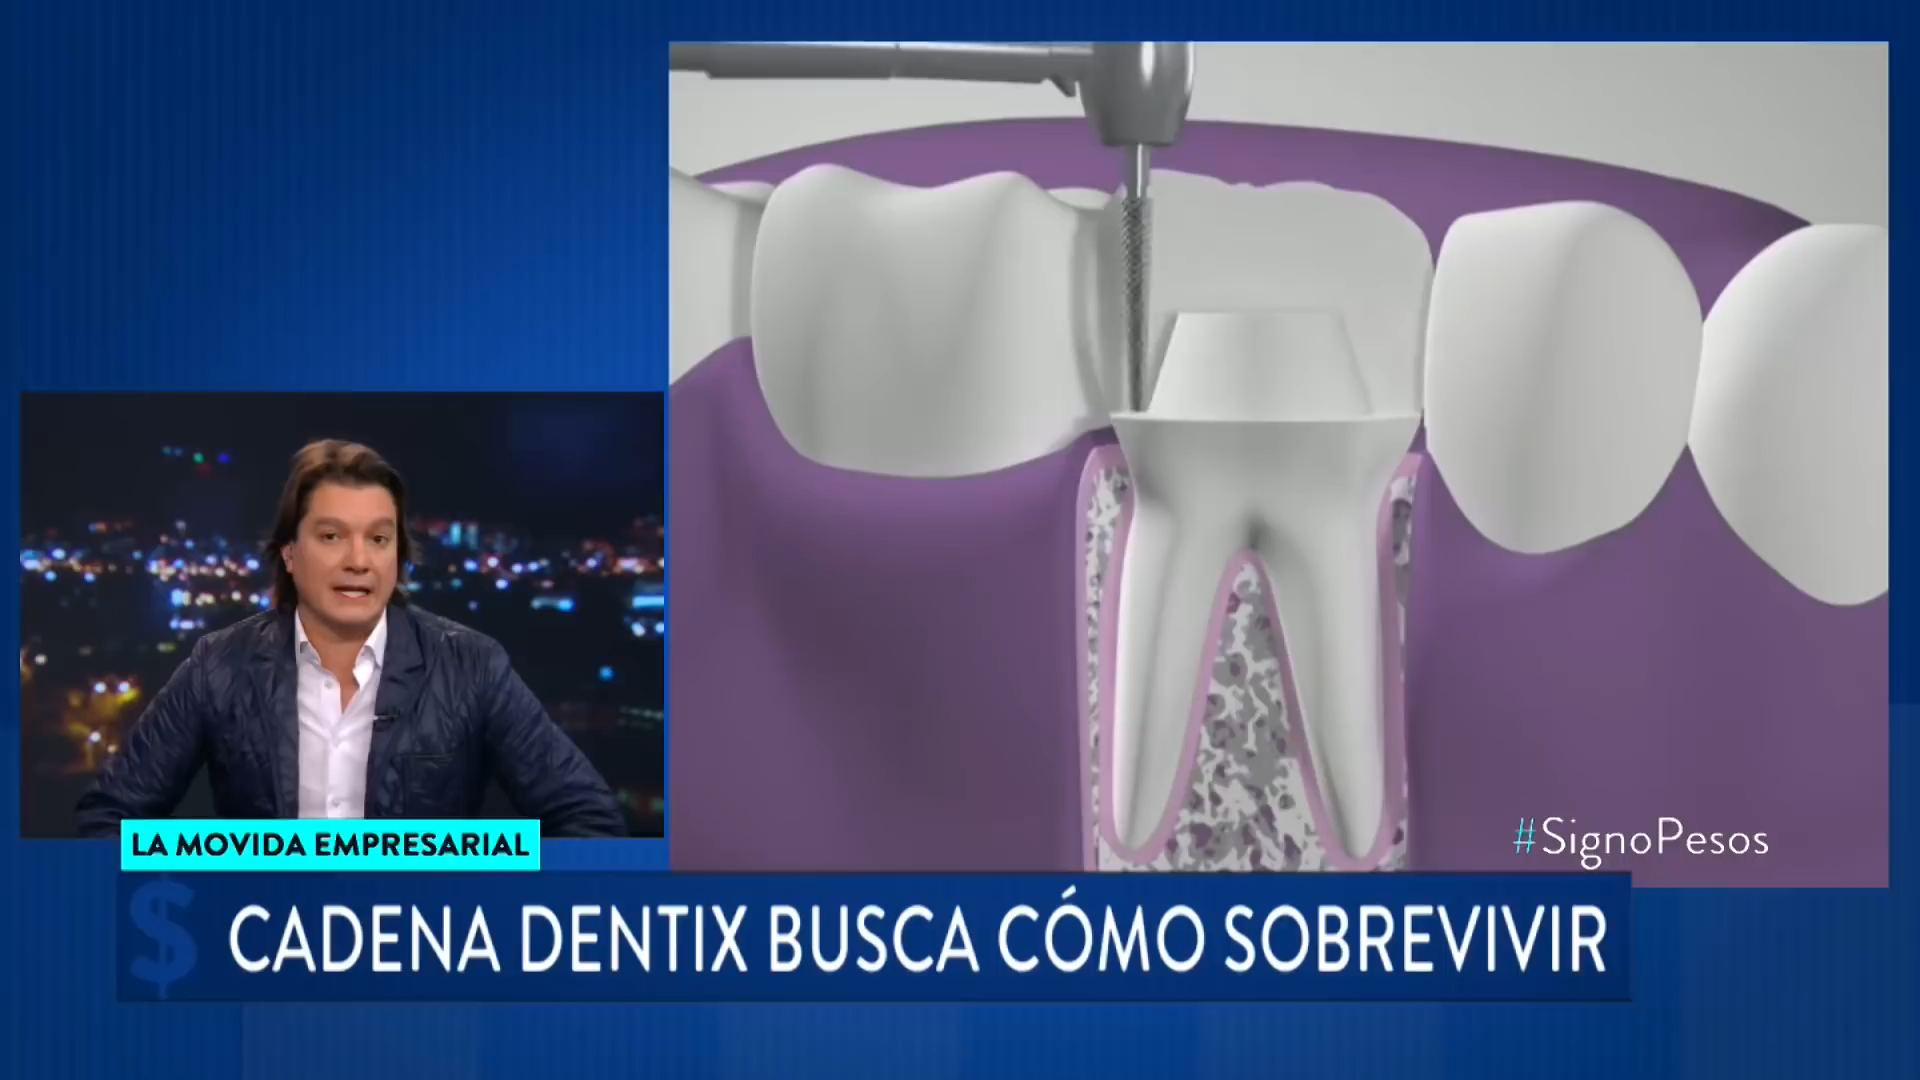 #SignoPesos
LA MOVIDA EMPRESARIAL
$ CADENA DENTIX BUSCA CÓMO SOBREVIVIR